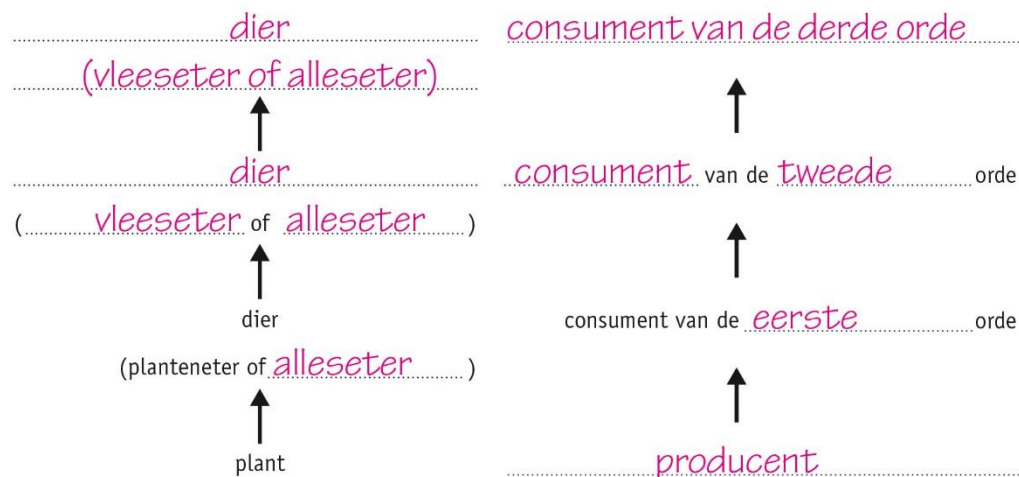 dier
(vleeseter of alleseter)
dier
( vleeseter of alleseter )
dier
(planteneter of alleseter )
plant
consument van de derde orde
consument van de tweede orde
consument van de eerste orde
producent